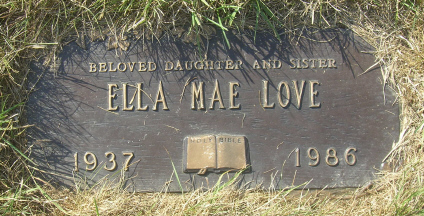 BELOVED DAUGHTER AND SISTER
ELLA MAE LOVE
HOLY BIBLE
1937 1986